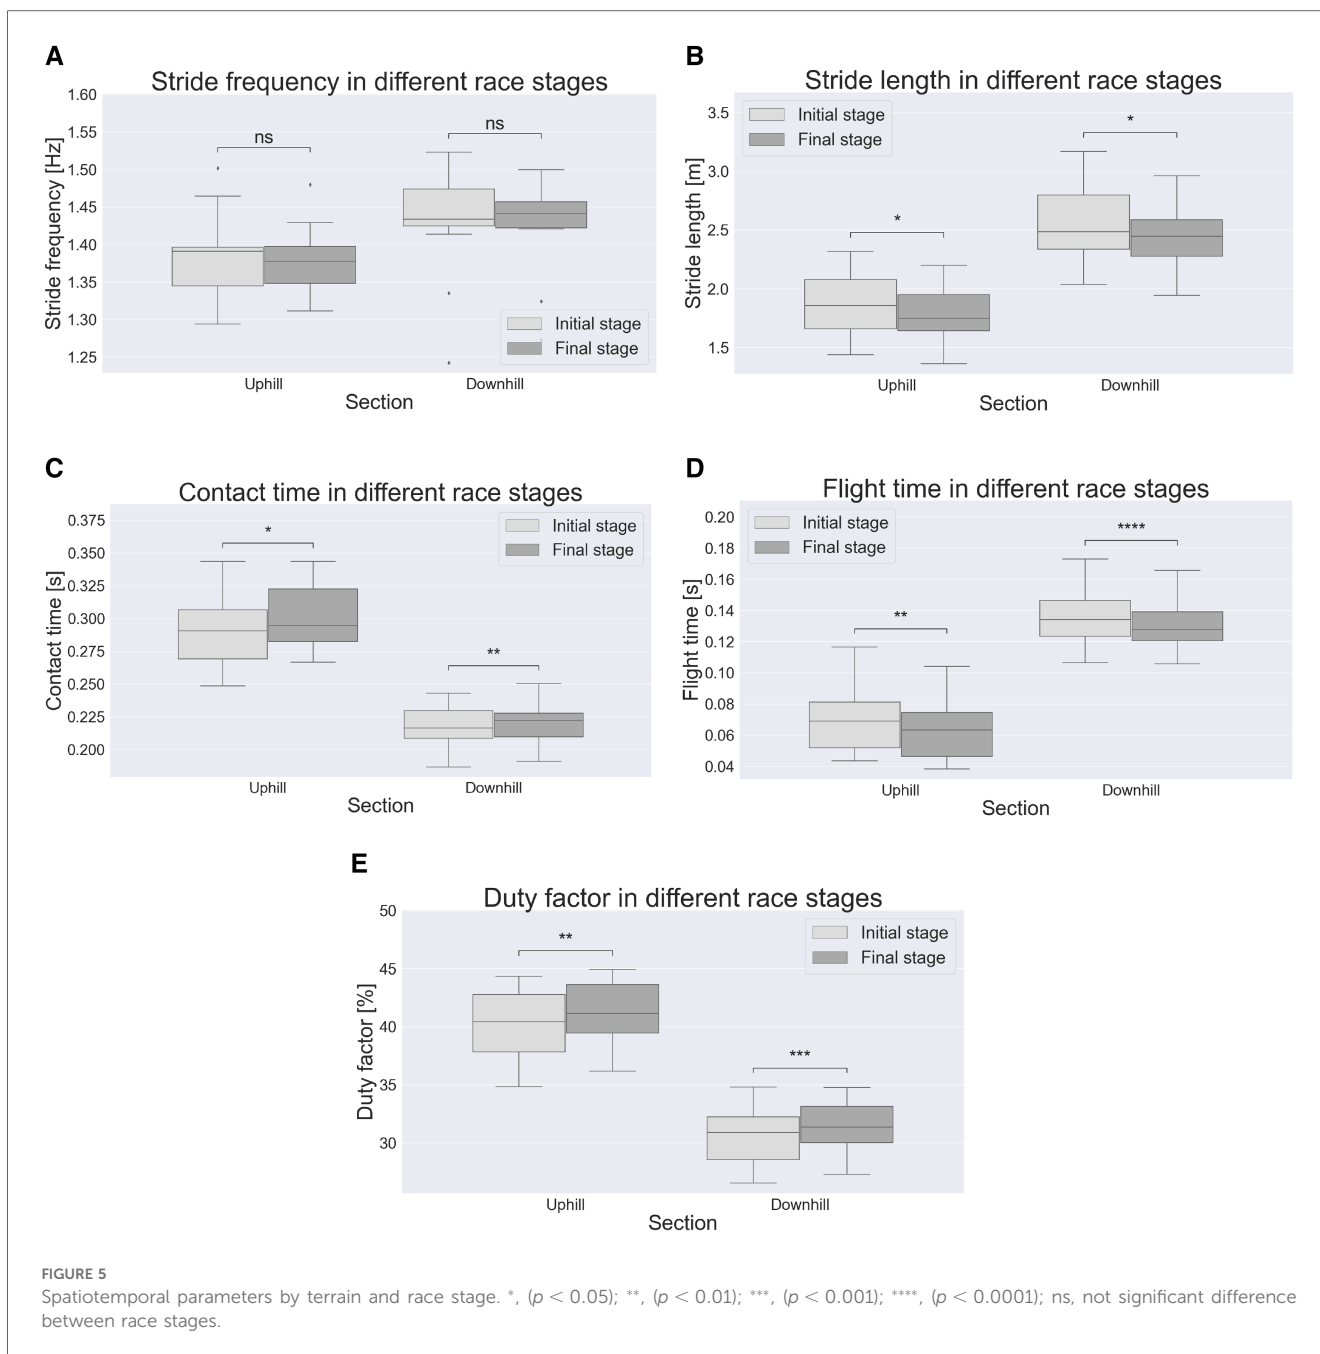 A
Stride frequency in different race stages
Stride frequency [Hz]
1.60
1.55
1.50
1.45
1.40
1.35
1.30
1.25
ns
ns
Initial stage
Final stage
Uphill
Downhill
Section
B
Stride length in different race stages
Stride length [m]
3.5
3.0
2.5
2.0
1.5
Initial stage
Final stage
*
*
Uphill
Downhill
Section
C
Contact time in different race stages
Contact time [s]
0.375
0.350
0.325
0.300
0.275
0.250
0.225
0.200
*
**
Initial stage
Final stage
Uphill
Downhill
Section
D
Flight time in different race stages
Flight time [s]
0.20
0.18
0.16
0.14
0.12
0.10
0.08
0.06
0.04
Initial stage
Final stage
**
****
Uphill
Downhill
Section
E
Duty factor in different race stages
Duty factor [%]
50
45
40
35
30
**
***
Initial stage
Final stage
Uphill
Downhill
Section
FIGURE 5
Spatiotemporal parameters by terrain and race stage. *, (p < 0.05); **, (p < 0.01); ***, (p < 0.001); ****, (p < 0.0001); ns, not significant difference
between race stages.